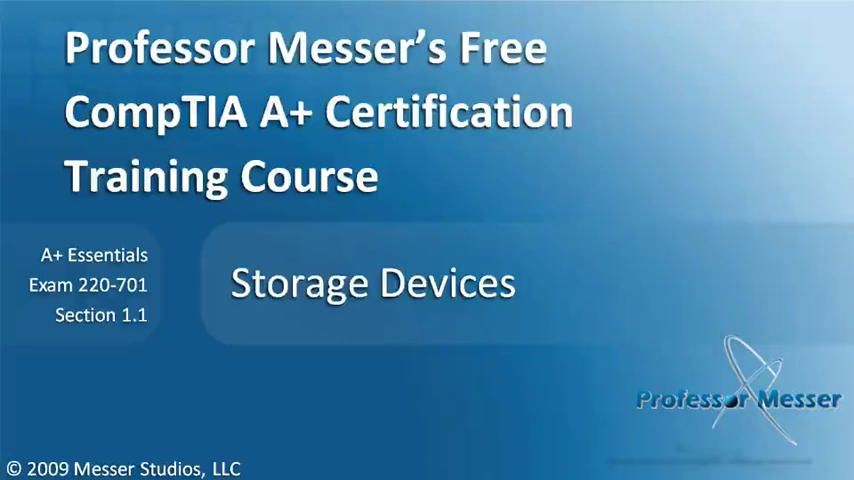 Professor Messer's Free
CompTIA A+ Certification
Training Course
A+ Essentials
Exam 220-701
Section 1.1
Storage Devices
Professor Messer
© 2009 Messer Studios, LLC